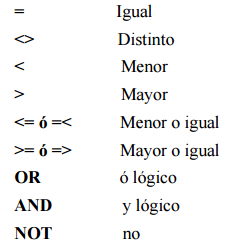 = Igual
<> Distinto
< Menor
> Mayor
<= ó =< Menor o igual
>= ó => Mayor o igual
OR ó lógico
AND y lógico
NOT no